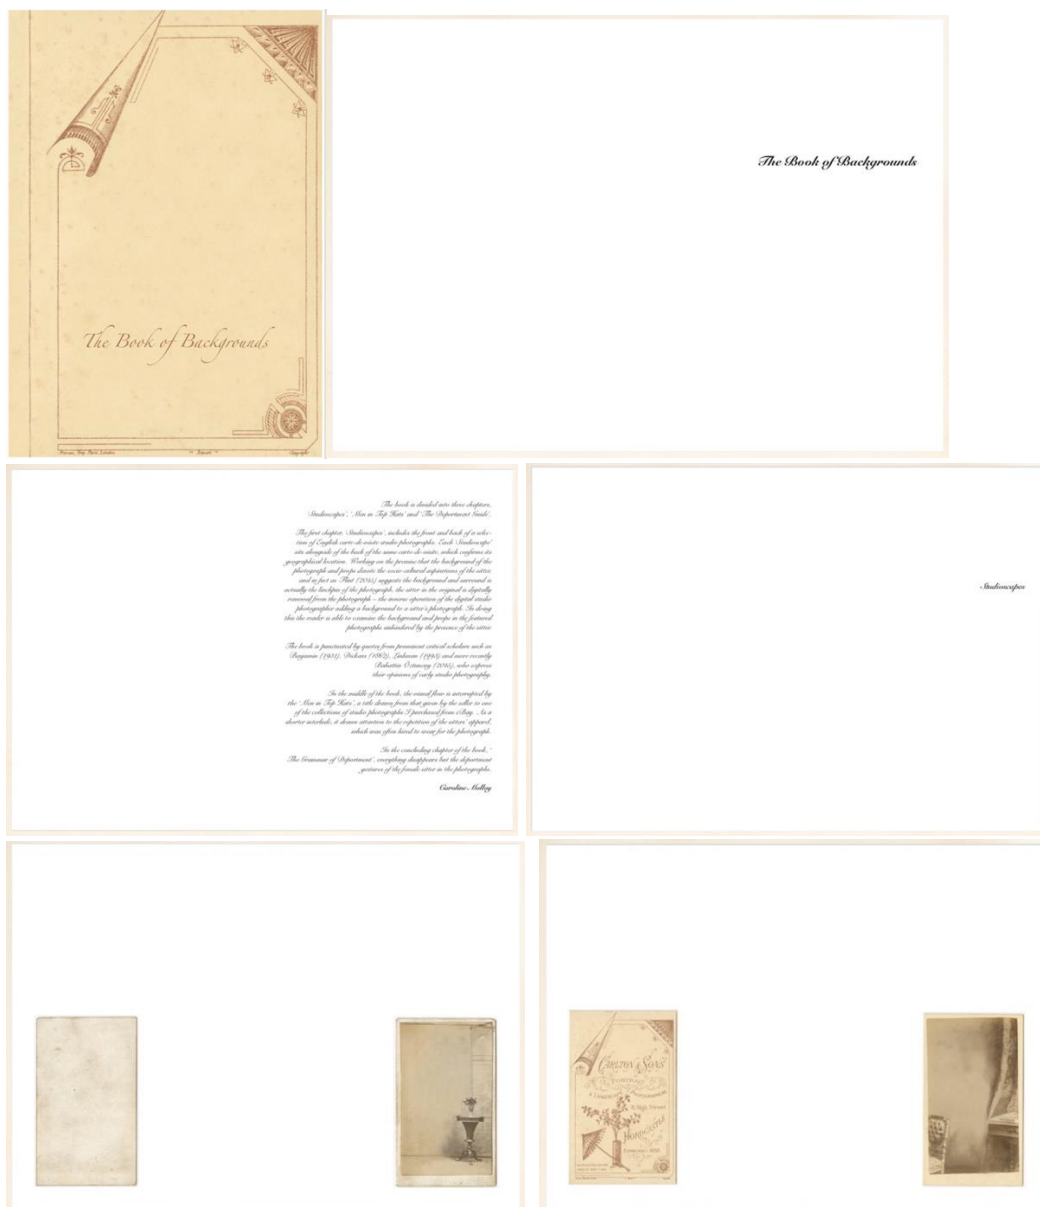 The Book of Backgrounds
The Book of Backgrounds
The book is divided into three chapters,
'Studioscapes', 'Men in Top Hats' and 'The Deportment Guide'.
The first chapter, 'Studioscapes', includes the front and back of a selec-
tion of English carte-de-visite studio photographs. Each 'Studioscape'
sits alongside of the back of the same carte-de-visite, which confirms its
geographical location. Working on the premise that the background of the
photograph and props denote the socio-cultural aspirations of the sitter,
and in fact as Flint (2015) suggests the background and surround is
actually the linchpin of the photograph, the sitter in the original is digitally
removed from the photograph – the inverse operation of the digital studio
photographer adding a background to a sitter's photograph. In doing
this the reader is able to examine the background and props in the featured
photographs unhindered by the presence of the sitter.
The book is punctuated by quotes from prominent critical scholars such as
Benjamin (1931), Dickens (1862), Linkman (1993) and more recently
(2015), who express
their opinions of early studio photography.
In the middle of the book, the visual flow is interrupted by
the 'Men in Top Hats', a title drawn from that given by the seller to one
of the collections of studio photographs I purchased from eBay. As a
shorter interlude, it draws attention to the repetition of the sitters' apparel,
which was often hired to wear for the photograph.
In the concluding chapter of the book, '
The Grammar of Deportment', everything disappears but the deportment
gestures of the female sitter in the photographs.
Caroline Molloy
Studioscapes
CARLTON & SONS
PORTRAIT
& LANDSCAPE PHOTOGRAPHERS
High Street
HORNCASTLE